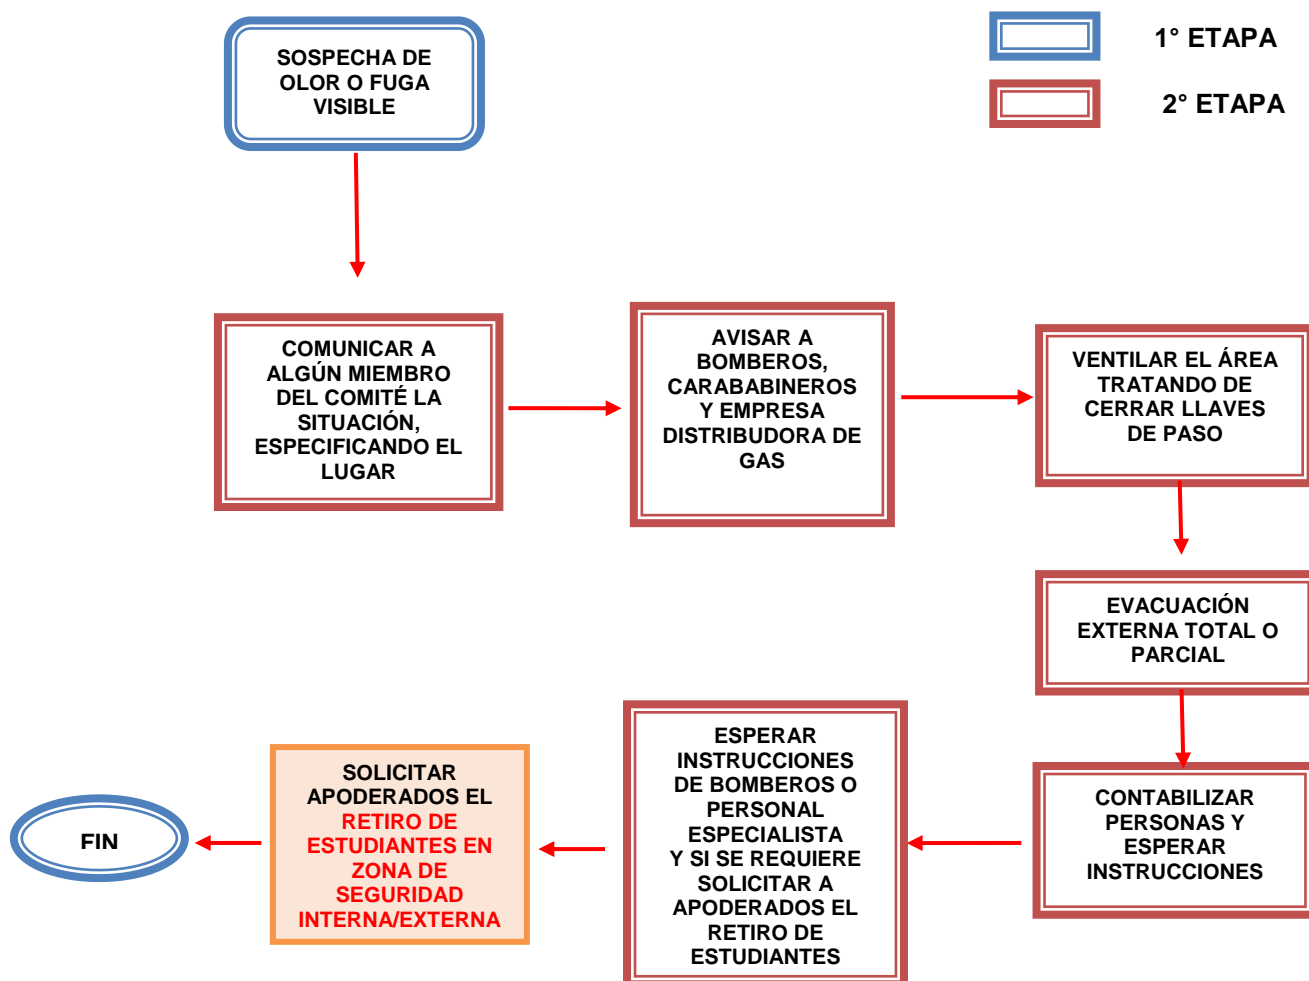 SOSPECHA DE
OLOR O FUGA
VISIBLE
1° ETAPA
2° ETAPA
COMUNICAR A
ALGÚN MIEMBRO
DEL COMITÉ LA
SITUACIÓN,
ESPECIFICANDO EL
LUGAR
AVISAR A
BOMBEROS,
CARABABINEROS
Y EMPRESA
DISTRIBUDORA DE
GAS
VENTILAR EL ÁREA
TRATANDO DE
CERRAR LLAVES
DE PASO
EVACUACIÓN
EXTERNA TOTAL O
PARCIAL
CONTABILIZAR
PERSONAS Y
ESPERAR
INSTRUCCIONES
ESPERAR
INSTRUCCIONES
DE BOMBEROS O
PERSONAL
ESPECIALISTA
Y SI SE REQUIERE
SOLICITAR A
APODERADOS EL
RETIRO DE
ESTUDIANTES
SOLICITAR
APODERADOS EL
RETIRO DE
ESTUDIANTES EN
ZONA DE
SEGURIDAD
INTERNA/EXTERNA
FIN